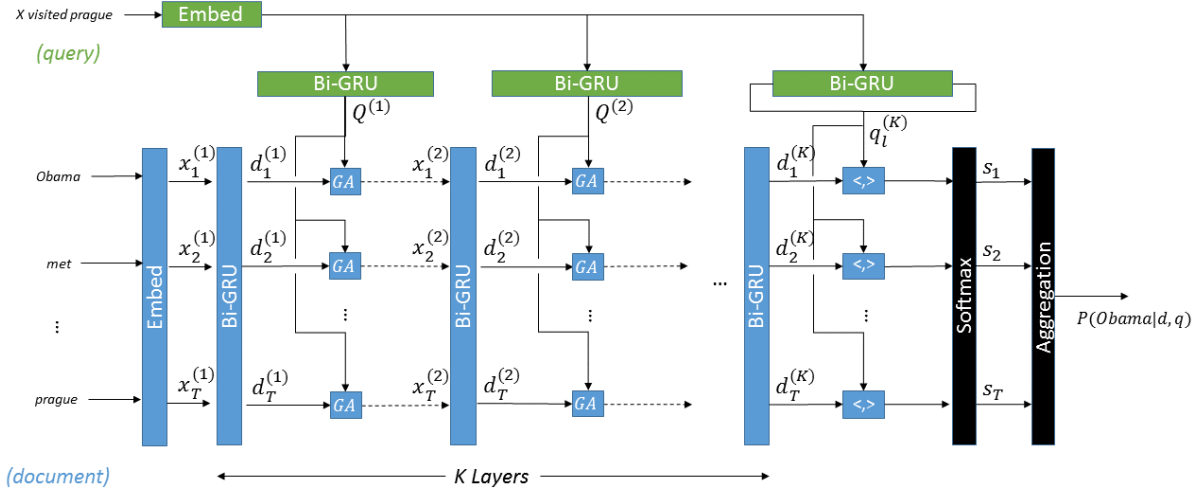 X visited prague
Embed
(query)
Bi-GRU
Bi-GRU
Bi-GRU
Q^{(1)}
Q^{(2)}
q_l^{(K)}
Obama
x_1^{(1)}
d_1^{(1)}
GA
x_1^{(2)}
d_1^{(2)}
GA
d_1^{(K)}
<,>
s_1
met
x_2^{(1)}
d_2^{(1)}
GA
x_2^{(2)}
d_2^{(2)}
GA
...
d_2^{(K)}
<,>
s_2
⋮
Embed
Bi-GRU
⋮
Bi-GRU
⋮
Bi-GRU
⋮
Softmax
Aggregation
P(Obama|d, q)
prague
x_T^{(1)}
d_T^{(1)}
GA
x_T^{(2)}
d_T^{(2)}
GA
d_T^{(K)}
<,>
s_T
(document)
K Layers